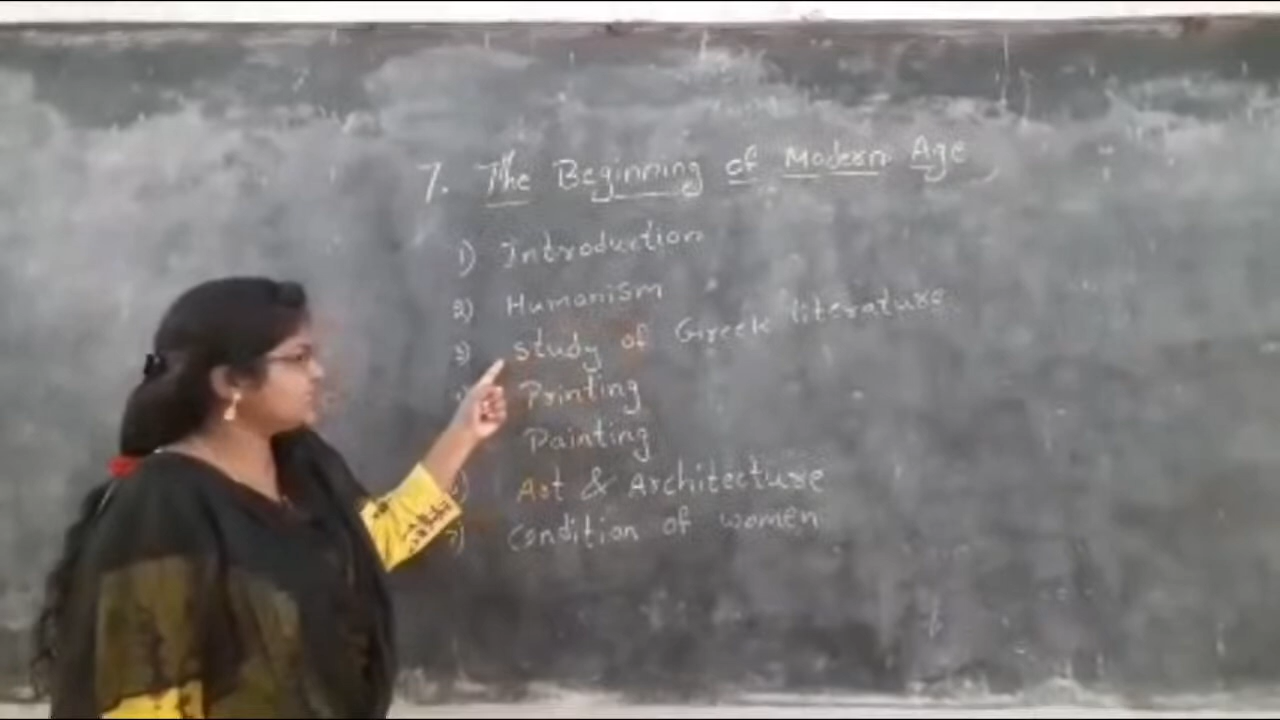 7. The Beginning of Modern Age
1) Introduction
2) Humanism
3) Study of Greek literature
Printing
Painting
Art & Architecture
7) Condition of women